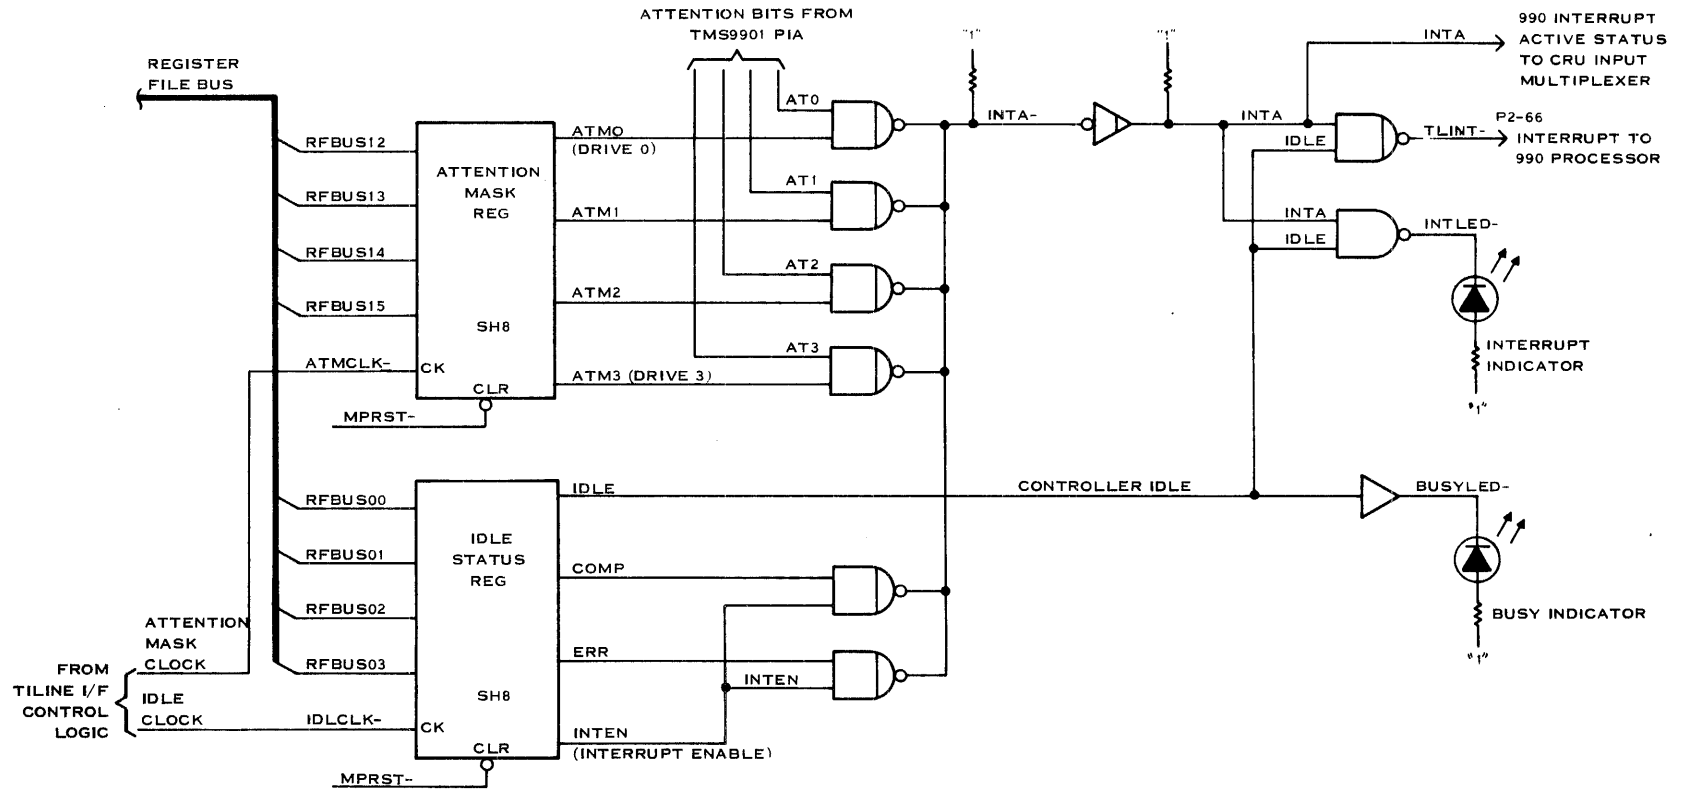 ATTENTION BITS FROM
TMS9901 PIA
990 INTERRUPT
ACTIVE STATUS
TO CRU INPUT
MULTIPLEXER
INTA
"1"
"1"
REGISTER
FILE BUS
AT0
ATM0
(DRIVE 0)
INTA-
INTA
IDLE
TLINT-
P2-66
INTERRUPT TO
990 PROCESSOR
RFBUS12
RFBUS13
RFBUS14
RFBUS15
ATTENTION
MASK
REG
SH8
ATMCLK-
CK
CLR
MPRST-
AT1
ATM1
AT2
ATM2
AT3
ATM3 (DRIVE 3)
INTA
IDLE
INTLED-
INTERRUPT
INDICATOR
"1"
RFBUS00
RFBUS01
RFBUS02
RFBUS03
IDLE
STATUS
REG
SH8
IDLE
CONTROLLER IDLE
BUSYLED-
BUSY INDICATOR
"1"
COMP
ERR
INTEN
INTEN
(INTERRUPT ENABLE)
ATTENTION
MASK
CLOCK
FROM
TILINE I/F
CONTROL
LOGIC
IDLE
CLOCK
IDLCLK-
CK
CLR
MPRST-